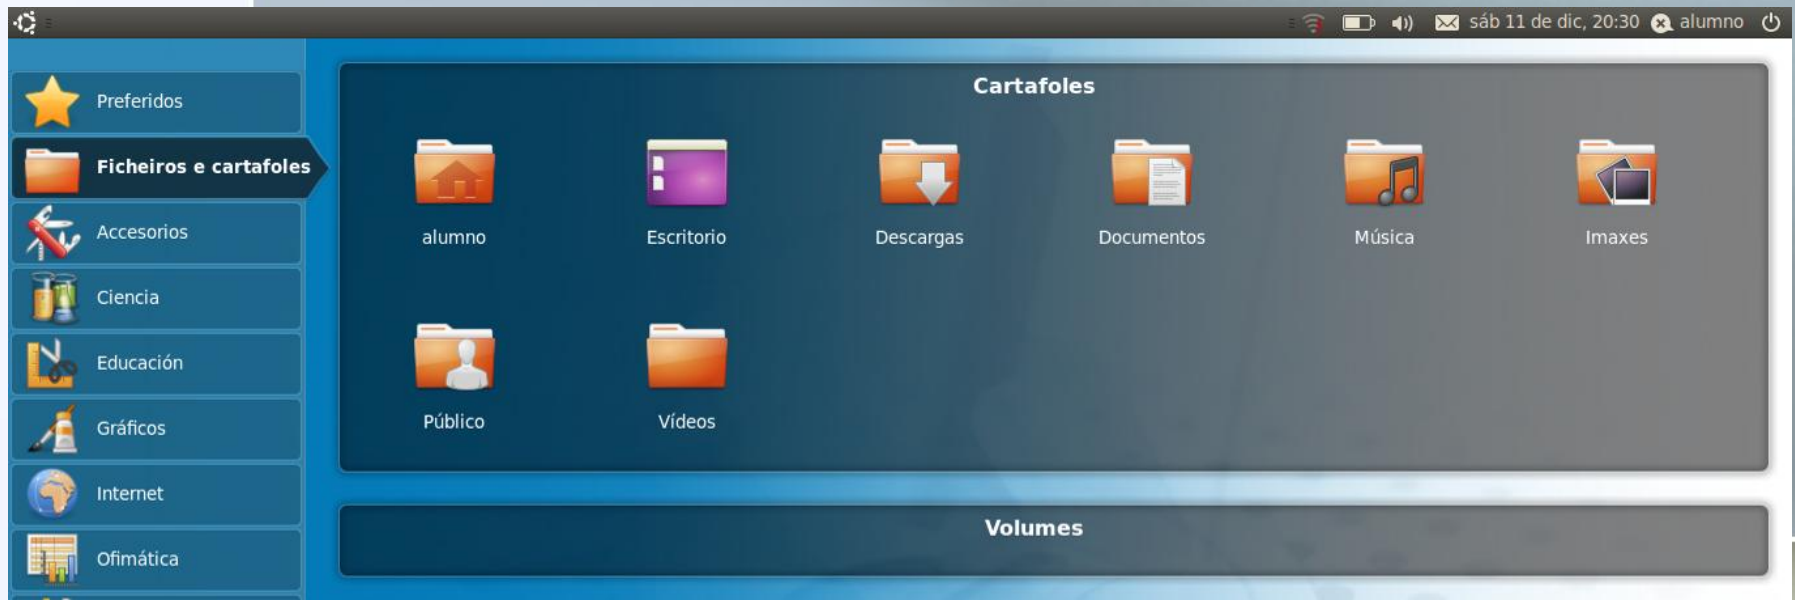 sáb 11 de dic, 20:30 alumno
Preferidos
Ficheiros e cartafoles
Accesorios
Ciencia
Educación
Gráficos
Internet
Ofimática
Cartafoles
alumno Escritorio Descargas Documentos Música Imaxes
Público Vídeos
Volumes